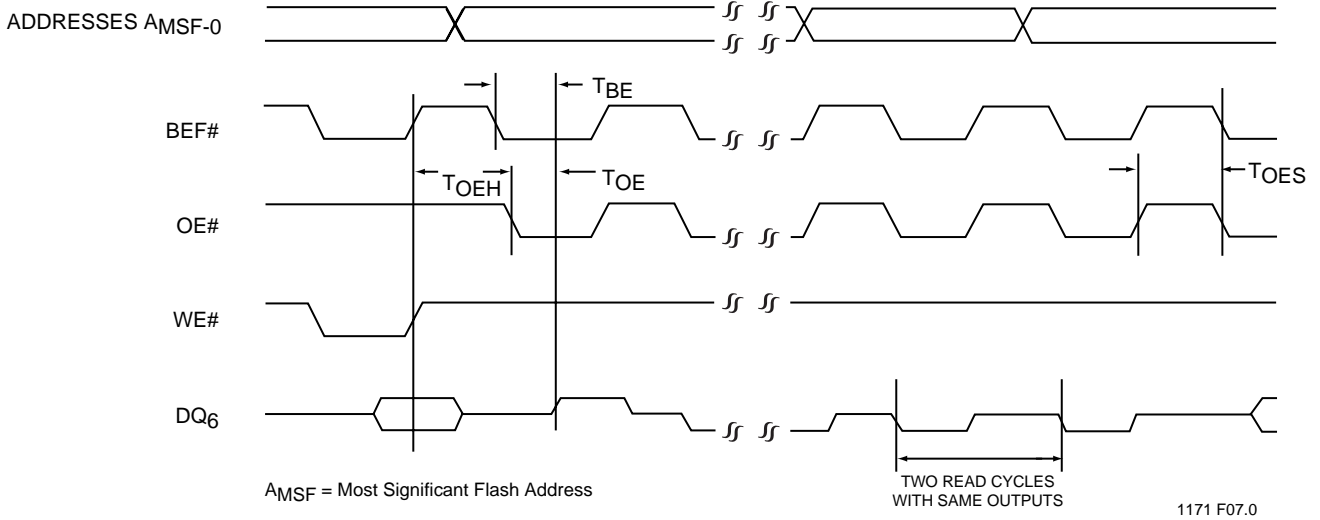 ADDRESSES AMSF-0
TBE
BEF#
TOEH
TOE
TOES
OE#
WE#
DQ6
TWO READ CYCLES
WITH SAME OUTPUTS
AMSF = Most Significant Flash Address
1171 F07.0